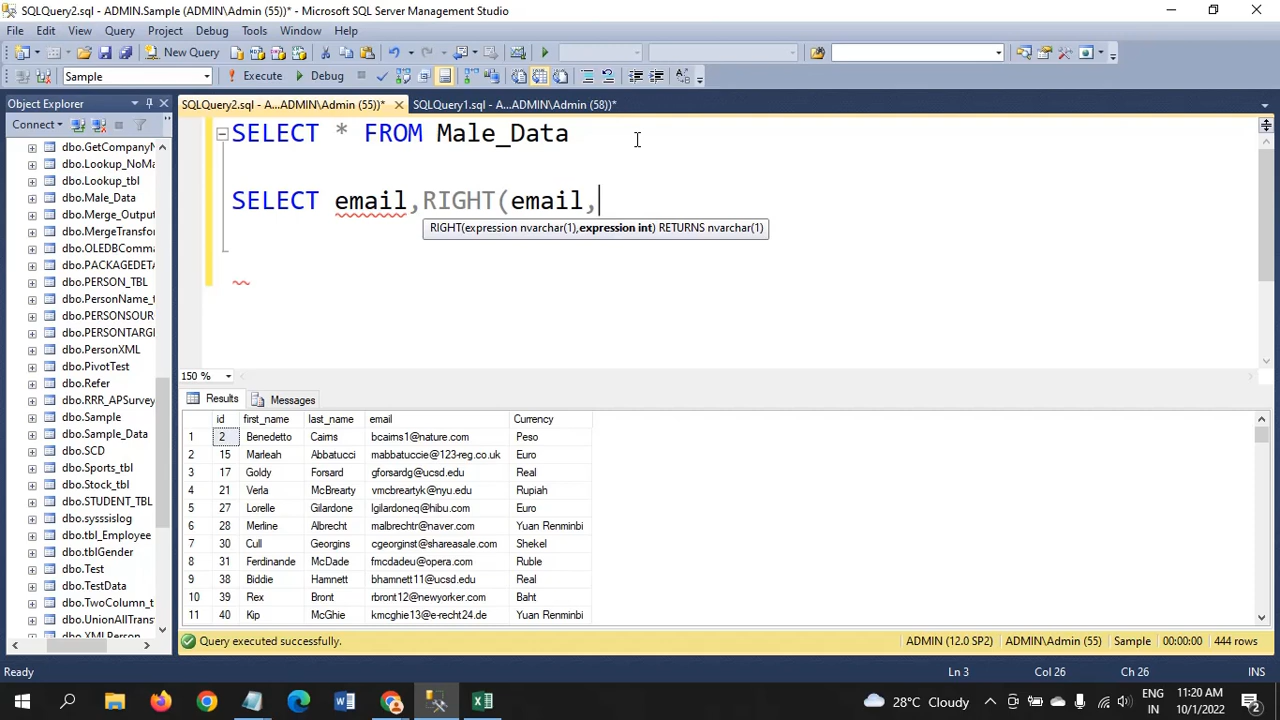 SQLQuery2.sql - ADMIN.Sample (ADMIN\Admin (55))* - Microsoft SQL Server Management Studio
File Edit View Query Project Debug Tools Window Help
New Query
Sample Execute Debug
Object Explorer
SQLQuery2.sql - A...ADMIN\Admin (55))* SQLQuery1.sql - A...ADMIN\Admin (58))*
Connect
dbo.GetCompanyN
dbo.Lookup_NoMa
dbo.Lookup_tbl
dbo.Male_Data
dbo.Merge_Output
dbo.MergeTransfor
dbo.OLEDBComma
dbo.PACKAGEDETA
dbo.PERSON_TBL
dbo.PersonName_t
dbo.PERSONSOUR
dbo.PERSONTARGE
dbo.PersonXML
dbo.PivotTest
dbo.Refer
dbo.RRR_APSurvey
dbo.Sample
dbo.Sample_Data
dbo.SCD
dbo.Sports_tbl
dbo.Stock_tbl
dbo.STUDENT_TBL
dbo.sysssislog
dbo.tbl_Employee
dbo.tblGender
dbo.Test
dbo.TestData
dbo.TwoColumn_t
dbo.UnionAllTrans
dbo.XMLPerson
SELECT * FROM Male_Data
SELECT email,RIGHT(email,
RIGHT(expression nvarchar(1),expression int) RETURNS nvarchar(1)
150 %
Results Messages
id first_name last_name email Currency
1 2 Benedetto Cairns bcairns1@nature.com Peso
2 15 Marleah Abbatucci mabbatuccie@123-reg.co.uk Euro
3 17 Goldy Forsard gforsardg@ucsd.edu Real
4 21 Verla McBrearty vmcbreartyk@nyu.edu Rupiah
5 27 Lorelle Gilardone lgilardoneq@hibu.com Euro
6 28 Merline Albrecht malbrechtr@naver.com Yuan Renminbi
7 30 Cull Georgins cgeorginst@shareasale.com Shekel
8 31 Ferdinande McDade fmcdadeu@opera.com Ruble
9 38 Biddie Hamnett bhamnett11@ucsd.edu Real
10 39 Rex Bront rbront12@newyorker.com Baht
11 40 Kip McGhie kmcghie13@e-recht24.de Yuan Renminbi
Query executed successfully. ADMIN (12.0 SP2) ADMIN\Admin (55) Sample 00:00:00 444 rows
Ready Ln 3 Col 26 Ch 26 INS
28°C Cloudy ENG IN 11:20 AM 10/1/2022 2